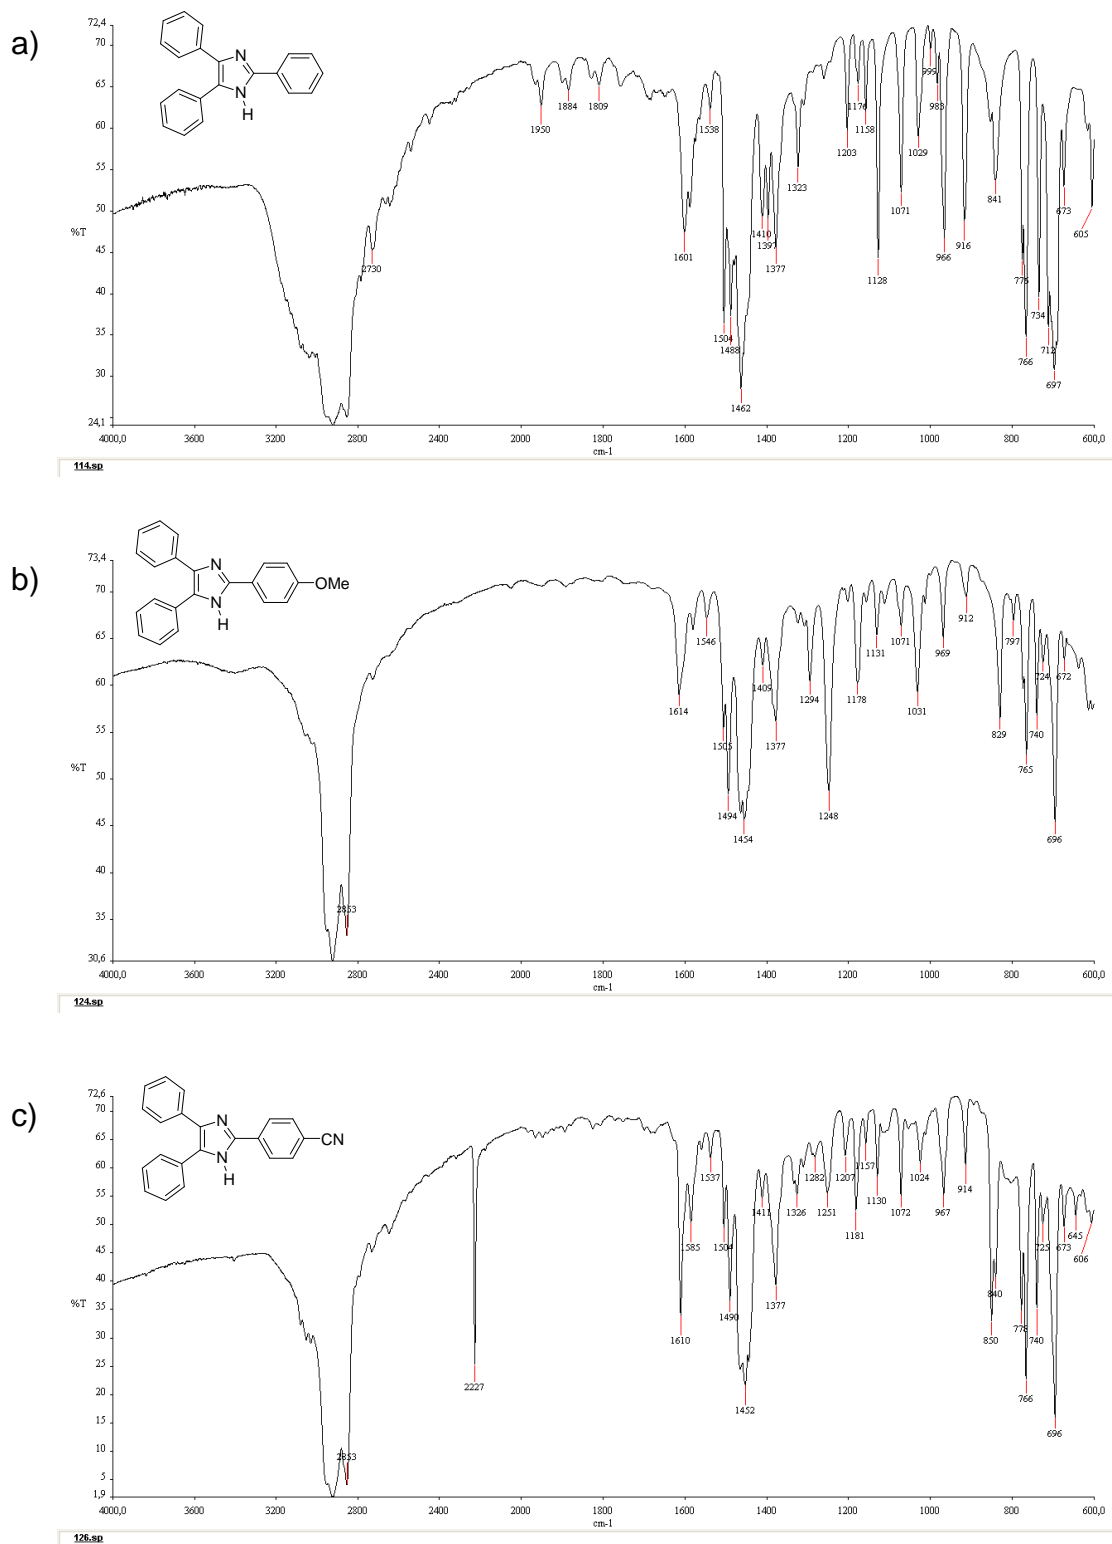 a)
N
N
H
72,4
70
65
60
55
50
%T
45
40
35
30
24,1
4000,0 3600 3200 2800 2400 2000 1800 1600 1400 1200 1000 800 600,0
cm-1
2730 1950 1884 1809 1601 1538 1504 1488 1462 1410 1397 1377 1323 1203 1176 1158 1128 1071 1029 999 983 966 916 841 775 766 734 712 697 673 605
114.sp
b)
N
N
H
OMe
73,4
70
65
60
55
%T
50
45
40
35
30,6
4000,0 3600 3200 2800 2400 2000 1800 1600 1400 1200 1000 800 600,0
cm-1
2853 1614 1546 1505 1494 1454 1409 1377 1294 1248 1178 1131 1071 1031 969 912 829 797 765 740 724 696 672
124.sp
c)
N
N
H
CN
72,6
70
65
60
55
50
45
40
%T
35
30
25
20
15
10
5
1,9
4000,0 3600 3200 2800 2400 2000 1800 1600 1400 1200 1000 800 600,0
cm-1
2853 2227 1610 1585 1537 1504 1490 1452 1411 1377 1326 1282 1251 1207 1181 1157 1130 1072 1024 967 914 850 840 775 766 740 725 696 673 645 606
126.sp